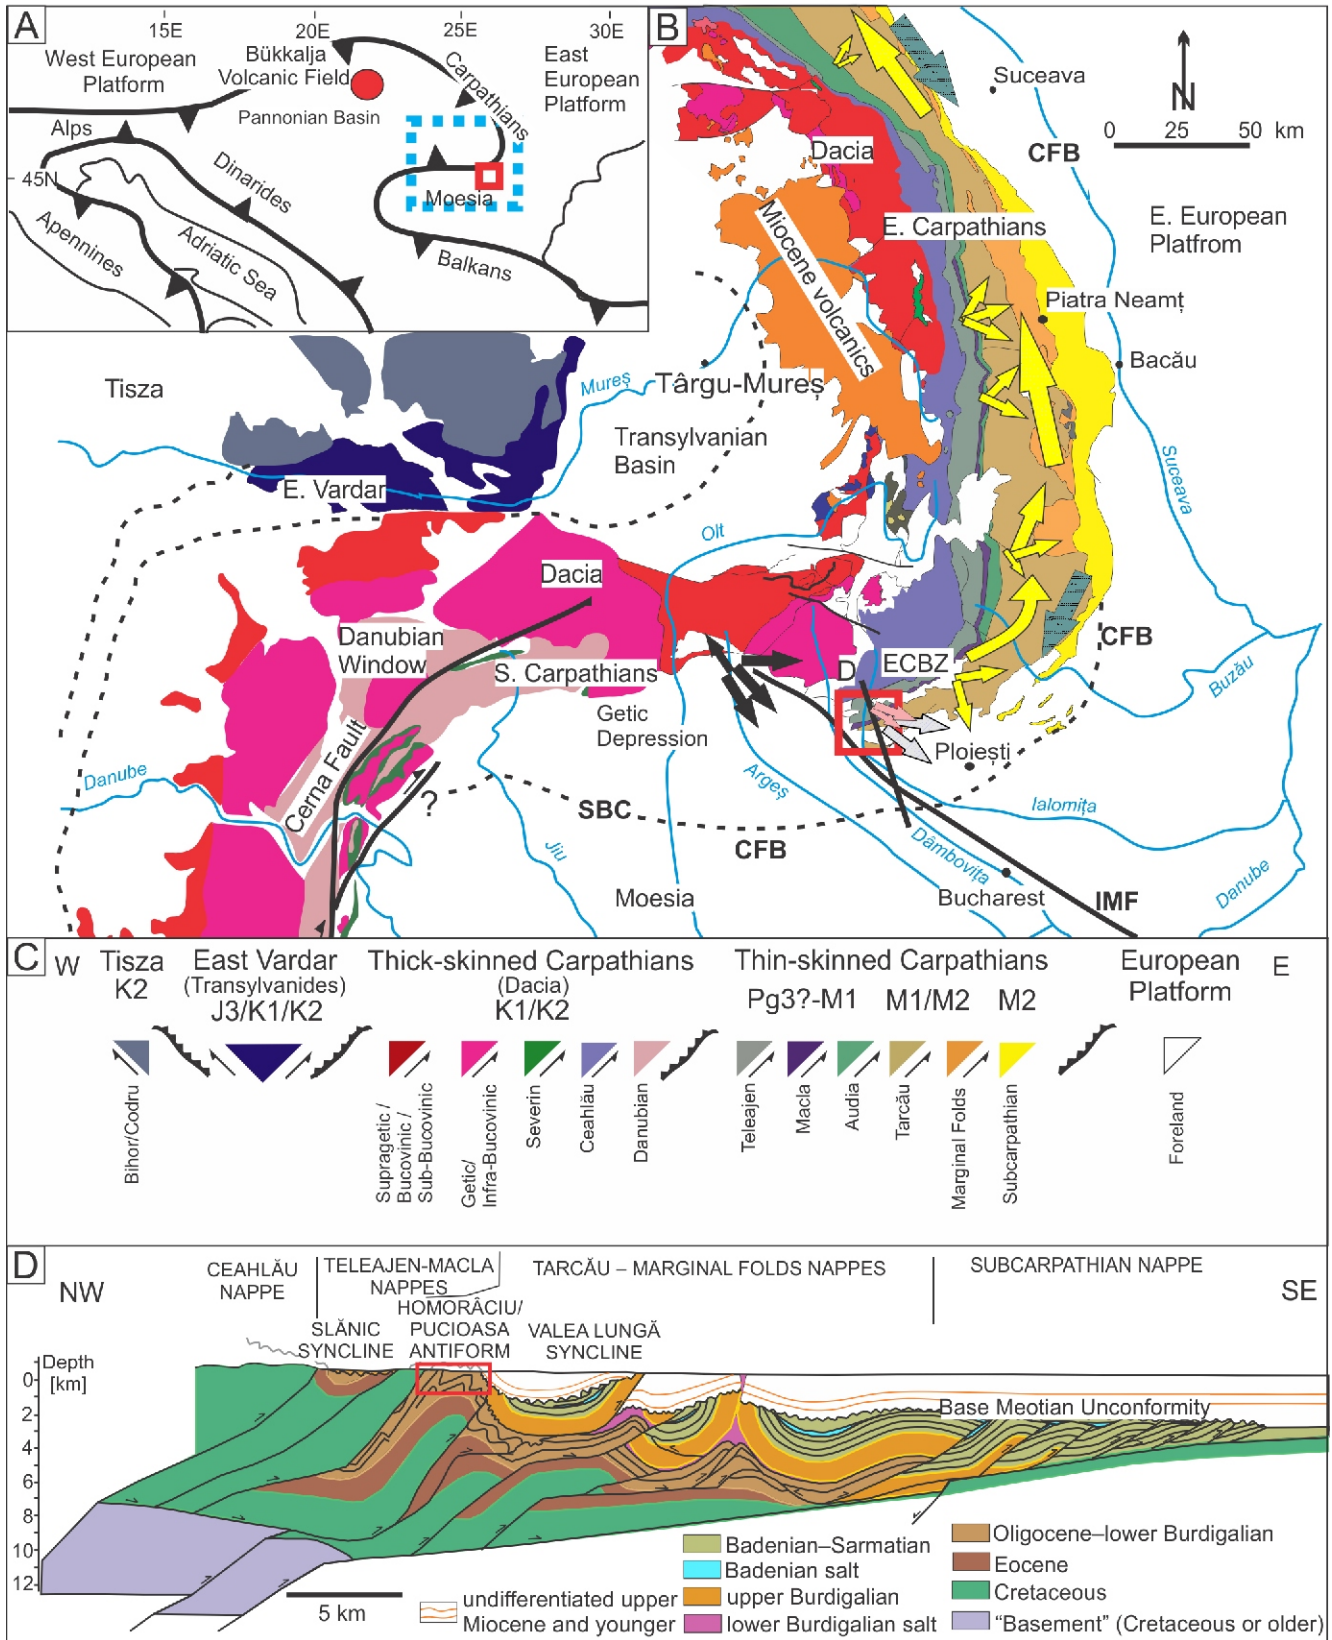 A
15E
20E
25E
30E
West European
Platform
Bükkalja
Volcanic Field
Pannonian Basin
Carpathians
East
European
Platform
Alps
Dinarides
45N
Moesia
Apennines
Adriatic Sea
Balkans
B
Suceava
N
0 25 50 km
CFB
Dacia
E. Carpathians
E. European
Platfrom
Miocene volcanics
Piatra Neamț
Bacău
Tisza
Mureș
Târgu-Mureș
Transylvanian
Basin
Suceava
E. Vardar
Olt
Dacia
Danubian
Window
S. Carpathians
D
ECBZ
CFB
Buzău
Getic
Depression
Cerna Fault
Ploiești
Danube
?
SBC
Argeș
Ialomița
CFB
Jiu
Dâmbovița
Moesia
Bucharest
IMF
Danube
C
W
Tisza
K2
East Vardar
(Transylvanides)
J3/K1/K2
Thick-skinned Carpathians
(Dacia)
K1/K2
Thin-skinned Carpathians
Pg3?-M1
M1/M2
M2
European
Platform
E
Bihor/Codru
Supragetic /
Bucovinic /
Sub-Bucovinic
Getic/
Infra-Bucovinic
Severin
Ceahlău
Danubian
Teleajen
Macla
Audia
Tarcău
Marginal Folds
Subcarpathian
Foreland
D
NW
CEAHLĂU
NAPPE
TELEAJEN-MACLA
NAPPES
TARCĂU – MARGINAL FOLDS NAPPES
SUBCARPATHIAN NAPPE
SE
SLĂNIC
SYNCLINE
HOMORÂCIU/
PUCIOASA
ANTIFORM
VALEA LUNGĂ
SYNCLINE
Depth
[km]
0
2
4
6
8
10
12
Base Meotian Unconformity
5 km
undifferentiated upper
Miocene and younger
Badenian–Sarmatian
Badenian salt
upper Burdigalian
lower Burdigalian salt
Oligocene–lower Burdigalian
Eocene
Cretaceous
“Basement” (Cretaceous or older)